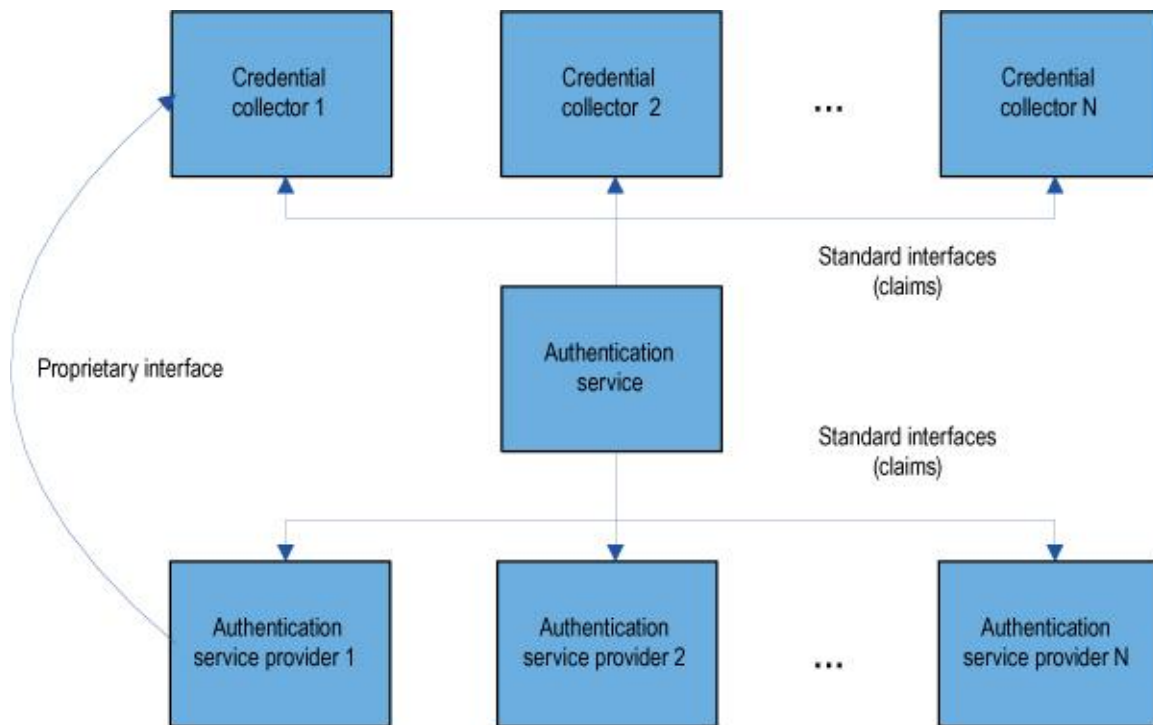 Credential
collector 1
Credential
collector 2
...
Credential
collector N
Standard interfaces
(claims)
Authentication
service
Proprietary interface
Standard interfaces
(claims)
Authentication
service provider 1
Authentication
service provider 2
...
Authentication
service provider N